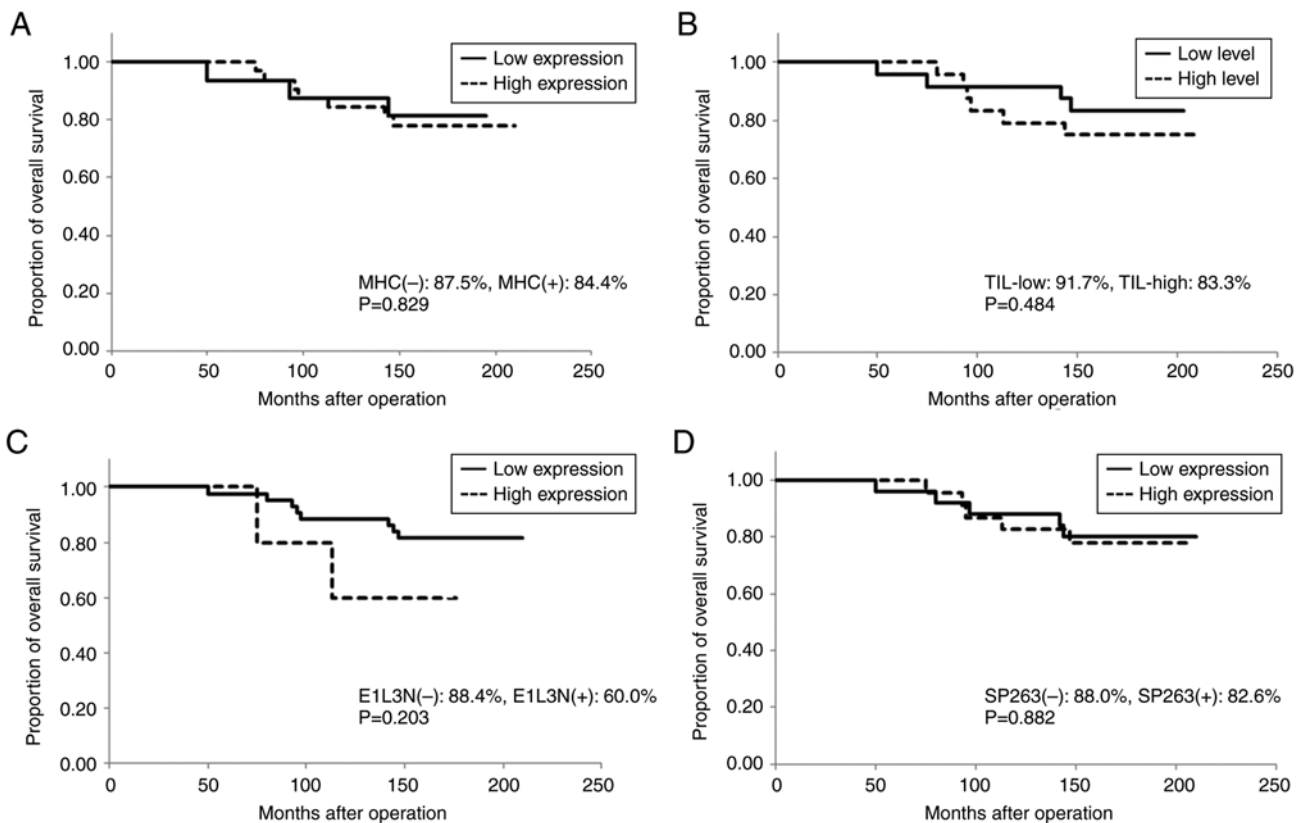 A
Proportion of overall survival
1.00
0.80
0.60
0.40
0.20
0.00
Low expression
High expression
MHC(–): 87.5%, MHC(+): 84.4%
P=0.829
0 50 100 150 200 250
Months after operation
B
Proportion of overall survival
1.00
0.80
0.60
0.40
0.20
0.00
Low level
High level
TIL-low: 91.7%, TIL-high: 83.3%
P=0.484
0 50 100 150 200 250
Months after operation
C
Proportion of overall survival
1.00
0.80
0.60
0.40
0.20
0.00
Low expression
High expression
E1L3N(–): 88.4%, E1L3N(+): 60.0%
P=0.203
0 50 100 150 200 250
Months after operation
D
Proportion of overall survival
1.00
0.80
0.60
0.40
0.20
0.00
Low expression
High expression
SP263(–): 88.0%, SP263(+): 82.6%
P=0.882
0 50 100 150 200 250
Months after operation